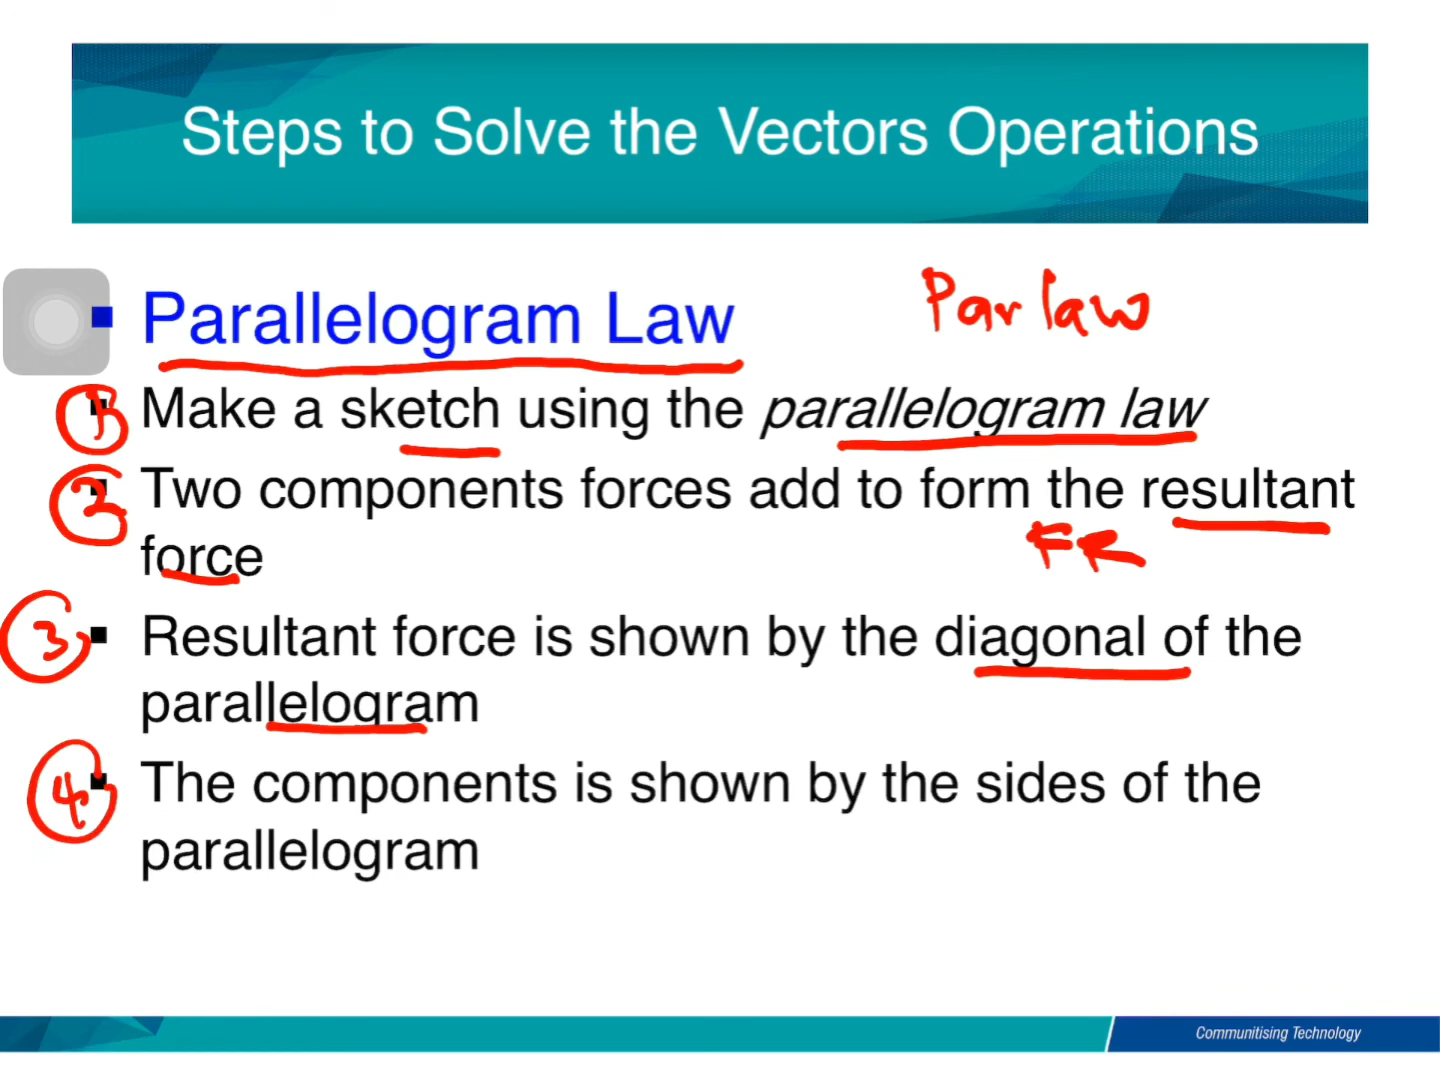 Steps to Solve the Vectors Operations
Parallelogram Law
Par law
1 Make a sketch using the parallelogram law
2 Two components forces add to form the resultant
force
3 Resultant force is shown by the diagonal of the
parallelogram
4 The components is shown by the sides of the
parallelogram
Communitising Technology